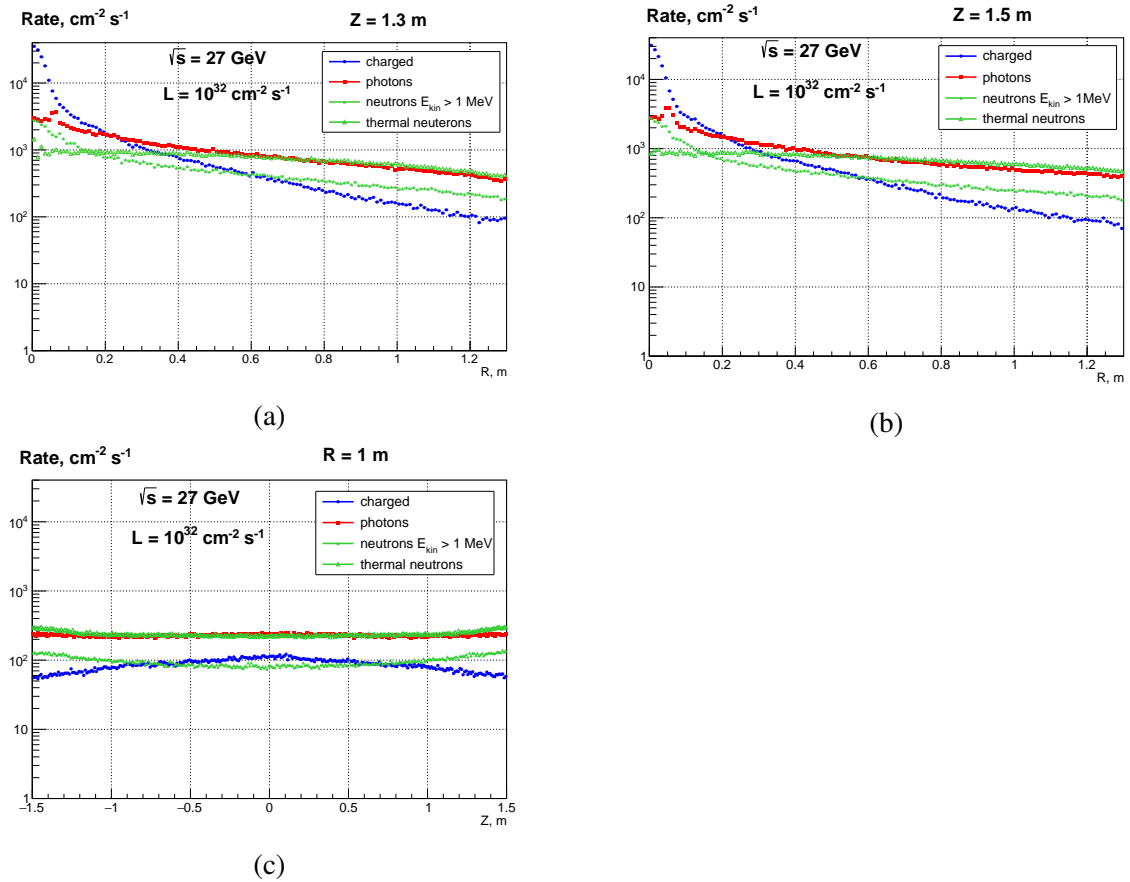 Rate, cm⁻² s⁻¹ Z = 1.3 m
√s = 27 GeV
L = 10³² cm⁻² s⁻¹
charged
photons
neutrons E_kin > 1 MeV
thermal neuterons
10⁴
10³
10²
10
1
0 0.2 0.4 0.6 0.8 1 1.2
R, m
(a)
Rate, cm⁻² s⁻¹ Z = 1.5 m
√s = 27 GeV
L = 10³² cm⁻² s⁻¹
charged
photons
neutrons E_kin > 1MeV
thermal neutrons
10⁴
10³
10²
10
1
0 0.2 0.4 0.6 0.8 1 1.2
R, m
(b)
Rate, cm⁻² s⁻¹ R = 1 m
√s = 27 GeV
L = 10³² cm⁻² s⁻¹
charged
photons
neutrons E_kin > 1 MeV
thermal neutrons
10⁴
10³
10²
10
1
−1.5 −1 −0.5 0 0.5 1 1.5
Z, m
(c)